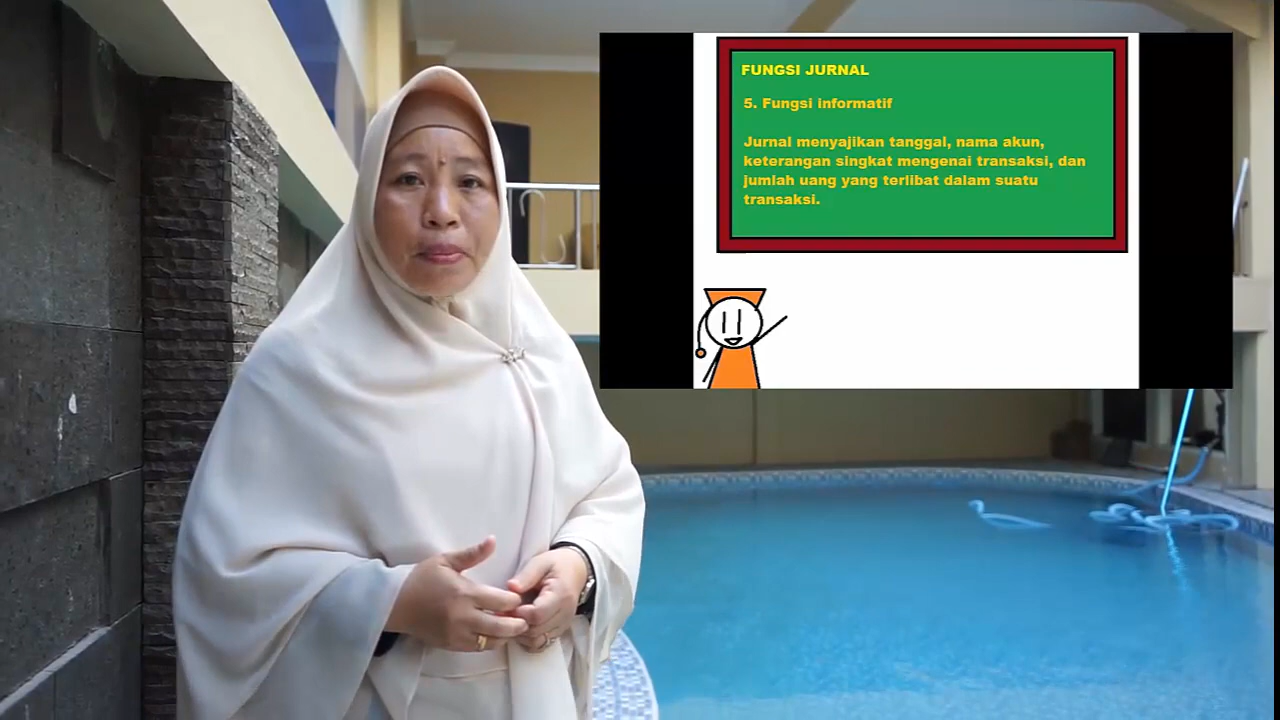 FUNGSI JURNAL
5. Fungsi informatif
Jurnal menyajikan tanggal, nama akun,
keterangan singkat mengenai transaksi, dan
jumlah uang yang terlibat dalam suatu
transaksi.